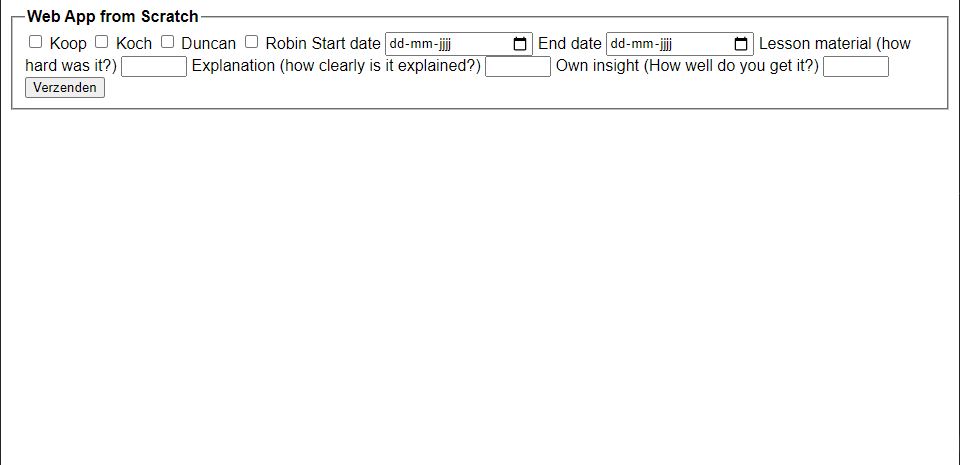 Web App from Scratch
Koop Koch Duncan Robin Start date dd-mm-jjjj End date dd-mm-jjjj Lesson material (how
hard was it?) Explanation (how clearly is it explained?) Own insight (How well do you get it?)
Verzenden